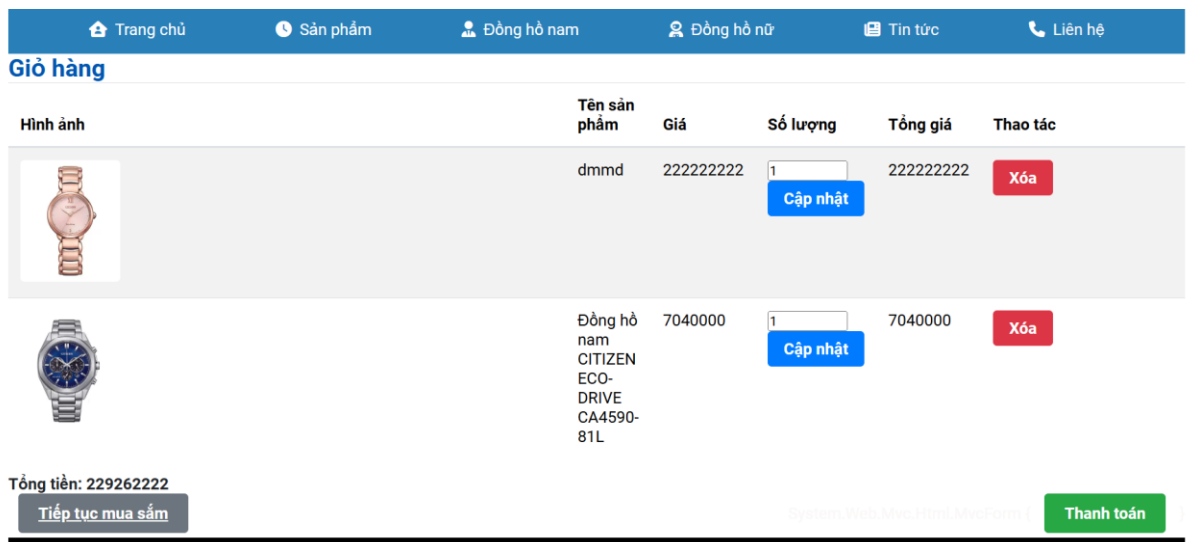 Trang chủ Sản phẩm Đồng hồ nam Đồng hồ nữ Tin tức Liên hệ
Giỏ hàng
Hình ảnh Tên sản phẩm Giá Số lượng Tổng giá Thao tác
dmmd 222222222 1 222222222 Xóa
Cập nhật
Đồng hồ 7040000 1 7040000 Xóa
nam Cập nhật
CITIZEN
ECO-
DRIVE
CA4590-
81L
Tổng tiền: 229262222
Tiếp tục mua sắm System.Web.Mvc.Html.MvcForm { Thanh toán }